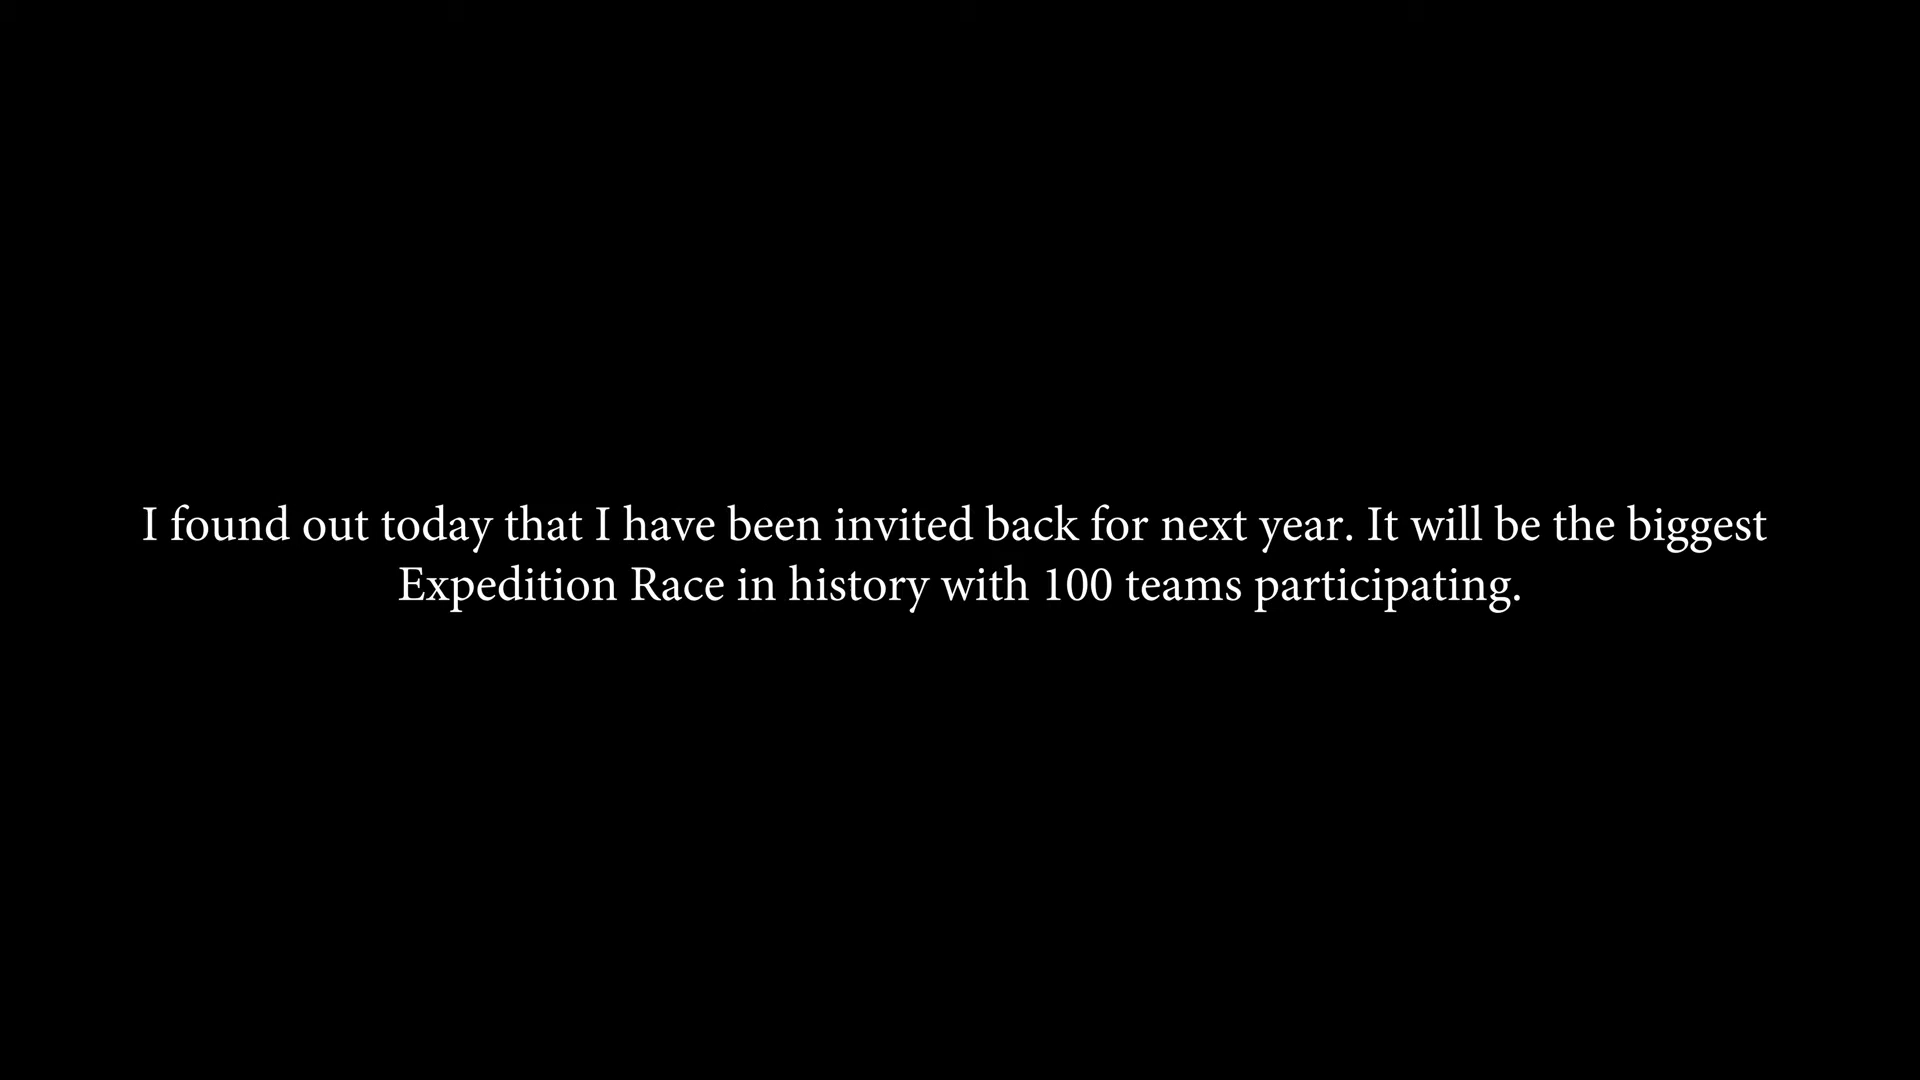 I found out today that I have been invited back for next year. It will be the biggest
Expedition Race in history with 100 teams participating.